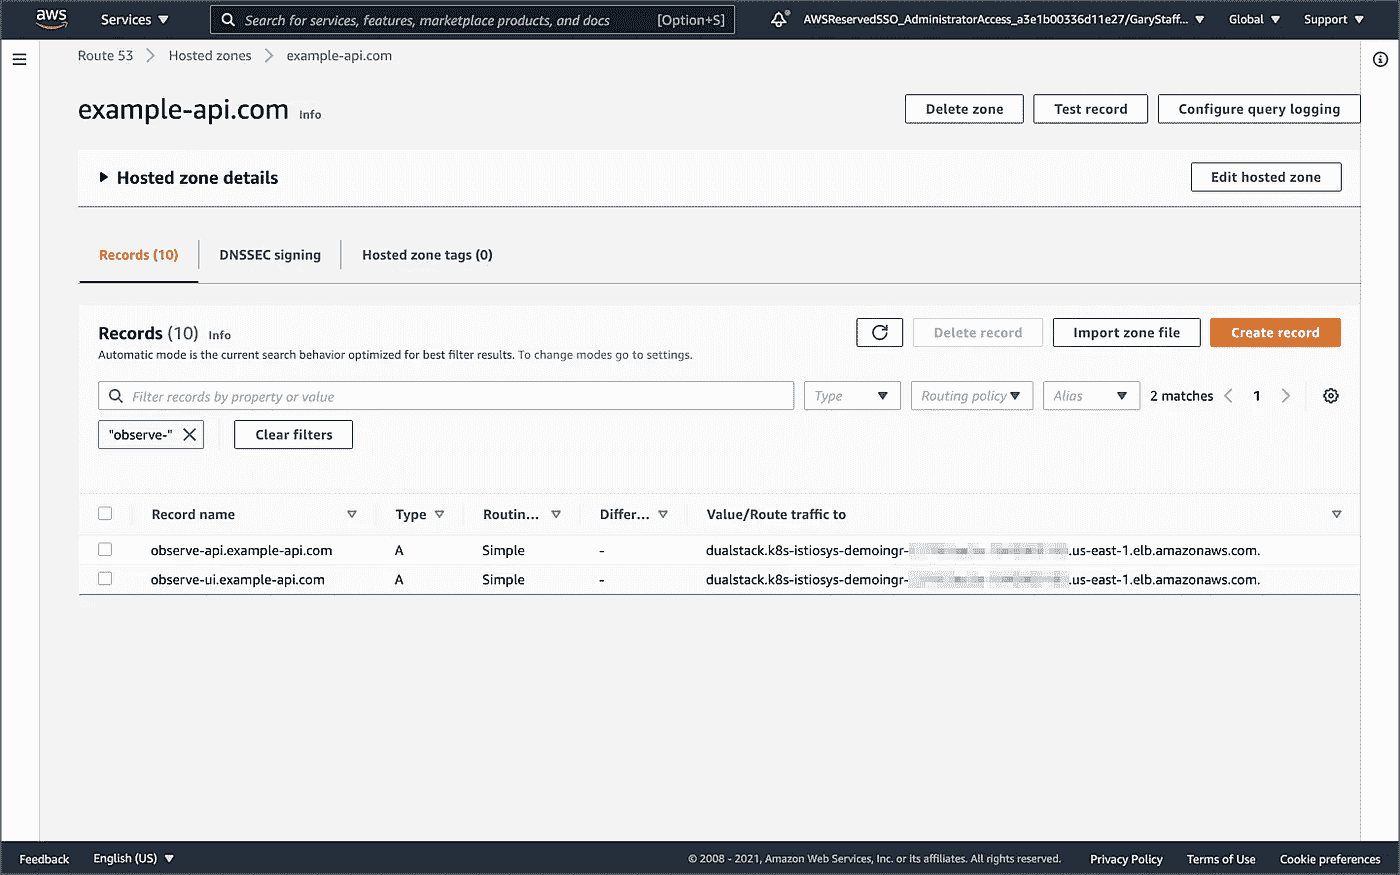 aws Services Search for services, features, marketplace products, and docs [Option+S] AWSReservedSSO_AdministratorAccess_a3e1b00336d11e27/GaryStaff... Global Support
Route 53 Hosted zones example-api.com
example-api.com Info Delete zone Test record Configure query logging
Hosted zone details Edit hosted zone
Records (10) DNSSEC signing Hosted zone tags (0)
Records (10) Info Delete record Import zone file Create record
Automatic mode is the current search behavior optimized for best filter results. To change modes go to settings.
Filter records by property or value Type Routing policy Alias 2 matches 1
"observe-" Clear filters
Record name Type Routin... Differ... Value/Route traffic to
observe-api.example-api.com A Simple - dualstack.k8s-istiosys-demoingr- .us-east-1.elb.amazonaws.com.
observe-ui.example-api.com A Simple - dualstack.k8s-istiosys-demoingr- .us-east-1.elb.amazonaws.com.
Feedback English (US) © 2008 - 2021, Amazon Web Services, Inc. or its affiliates. All rights reserved. Privacy Policy Terms of Use Cookie preferences